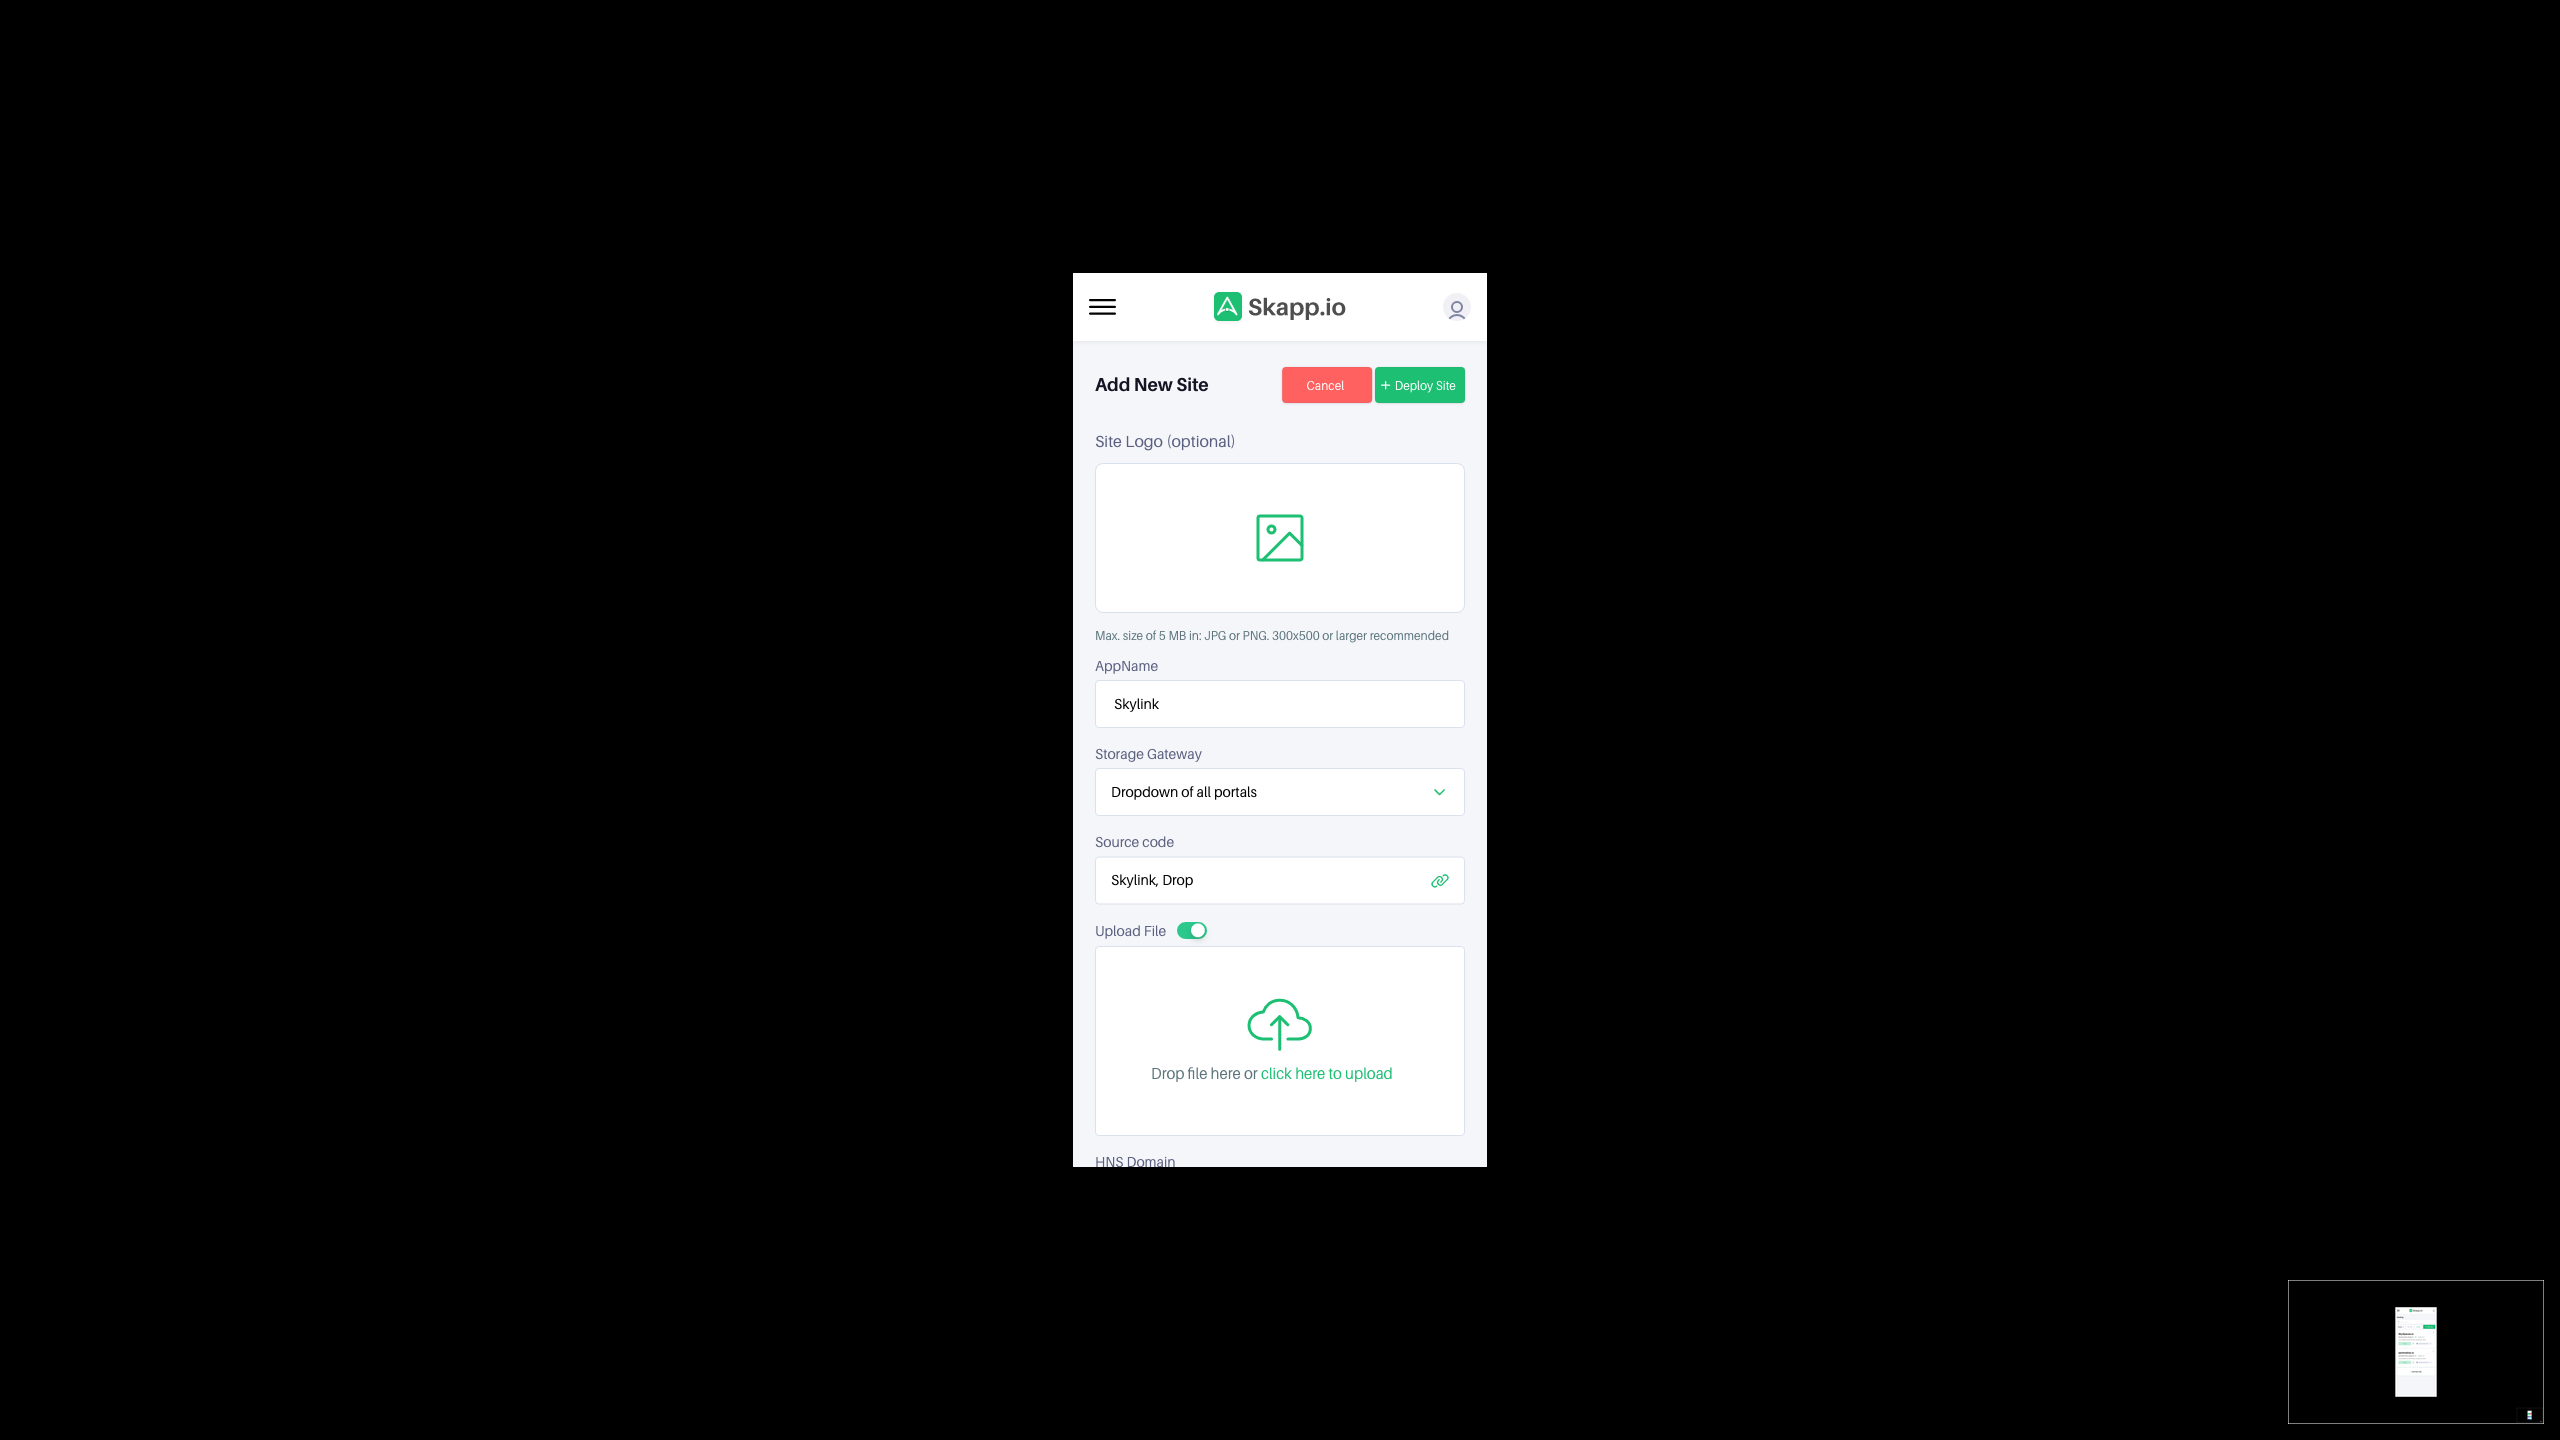 Skapp.io
Add New Site
Cancel
+ Deploy Site
Site Logo (optional)
Max. size of 5 MB in: JPG or PNG. 300x500 or larger recommended
AppName
Skylink
Storage Gateway
Dropdown of all portals
Source code
Skylink, Drop
Upload File
Drop file here or click here to upload
HNS Domain